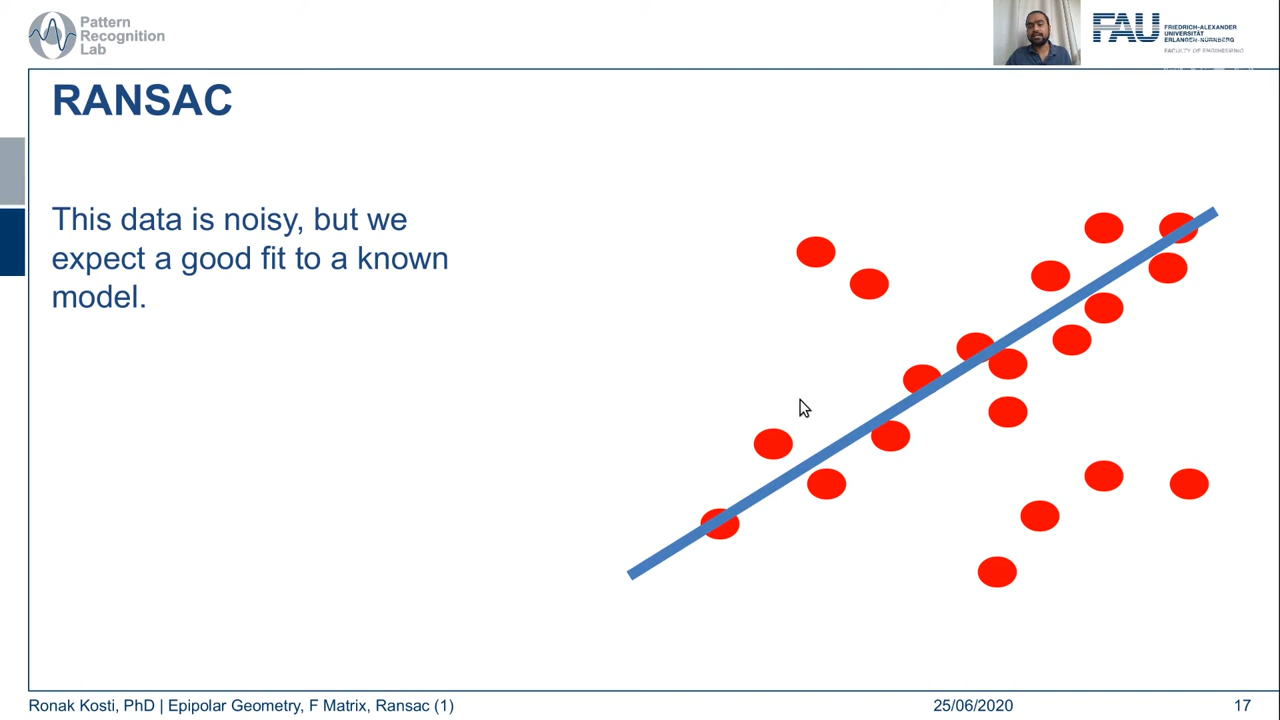 Pattern
Recognition
Lab
FAU
FRIEDRICH-ALEXANDER
UNIVERSITÄT
ERLANGEN-NÜRNBERG
FACULTY OF ENGINEERING
RANSAC
This data is noisy, but we
expect a good fit to a known
model.
Ronak Kosti, PhD | Epipolar Geometry, F Matrix, Ransac (1)
25/06/2020
17